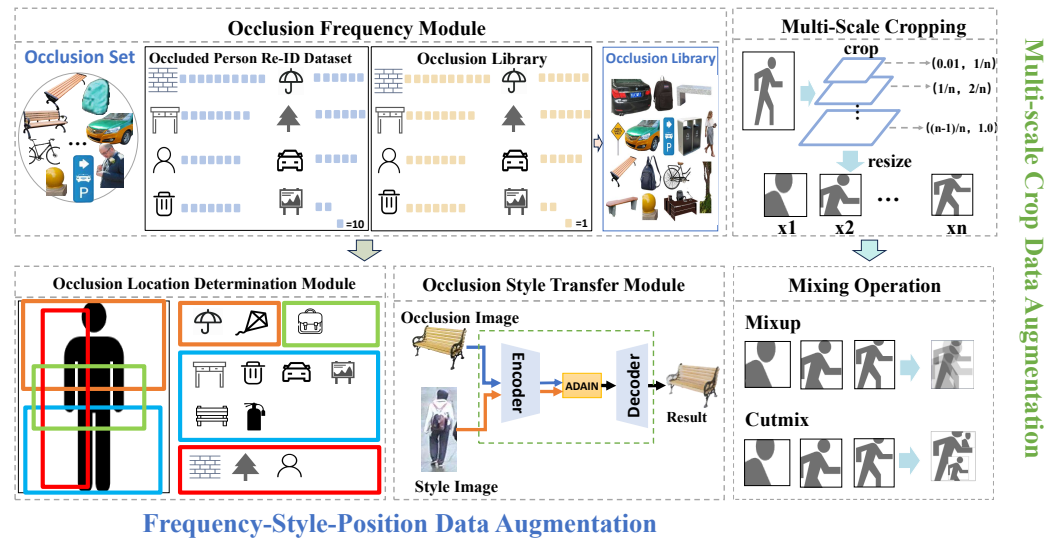 Occlusion Frequency Module
Occlusion Set
Occluded Person Re-ID Dataset
=10
Occlusion Library
=1
Occlusion Library
P
P
Multi-Scale Cropping
crop
(0.01, 1/n)
(1/n, 2/n)
((n-1)/n, 1.0)
resize
x1
x2
...
xn
Multi-scale Crop Data Augmentation
Occlusion Location Determination Module
Occlusion Style Transfer Module
Occlusion Image
Encoder
ADAIN
Decoder
Result
Style Image
Mixing Operation
Mixup
Cutmix
Frequency-Style-Position Data Augmentation